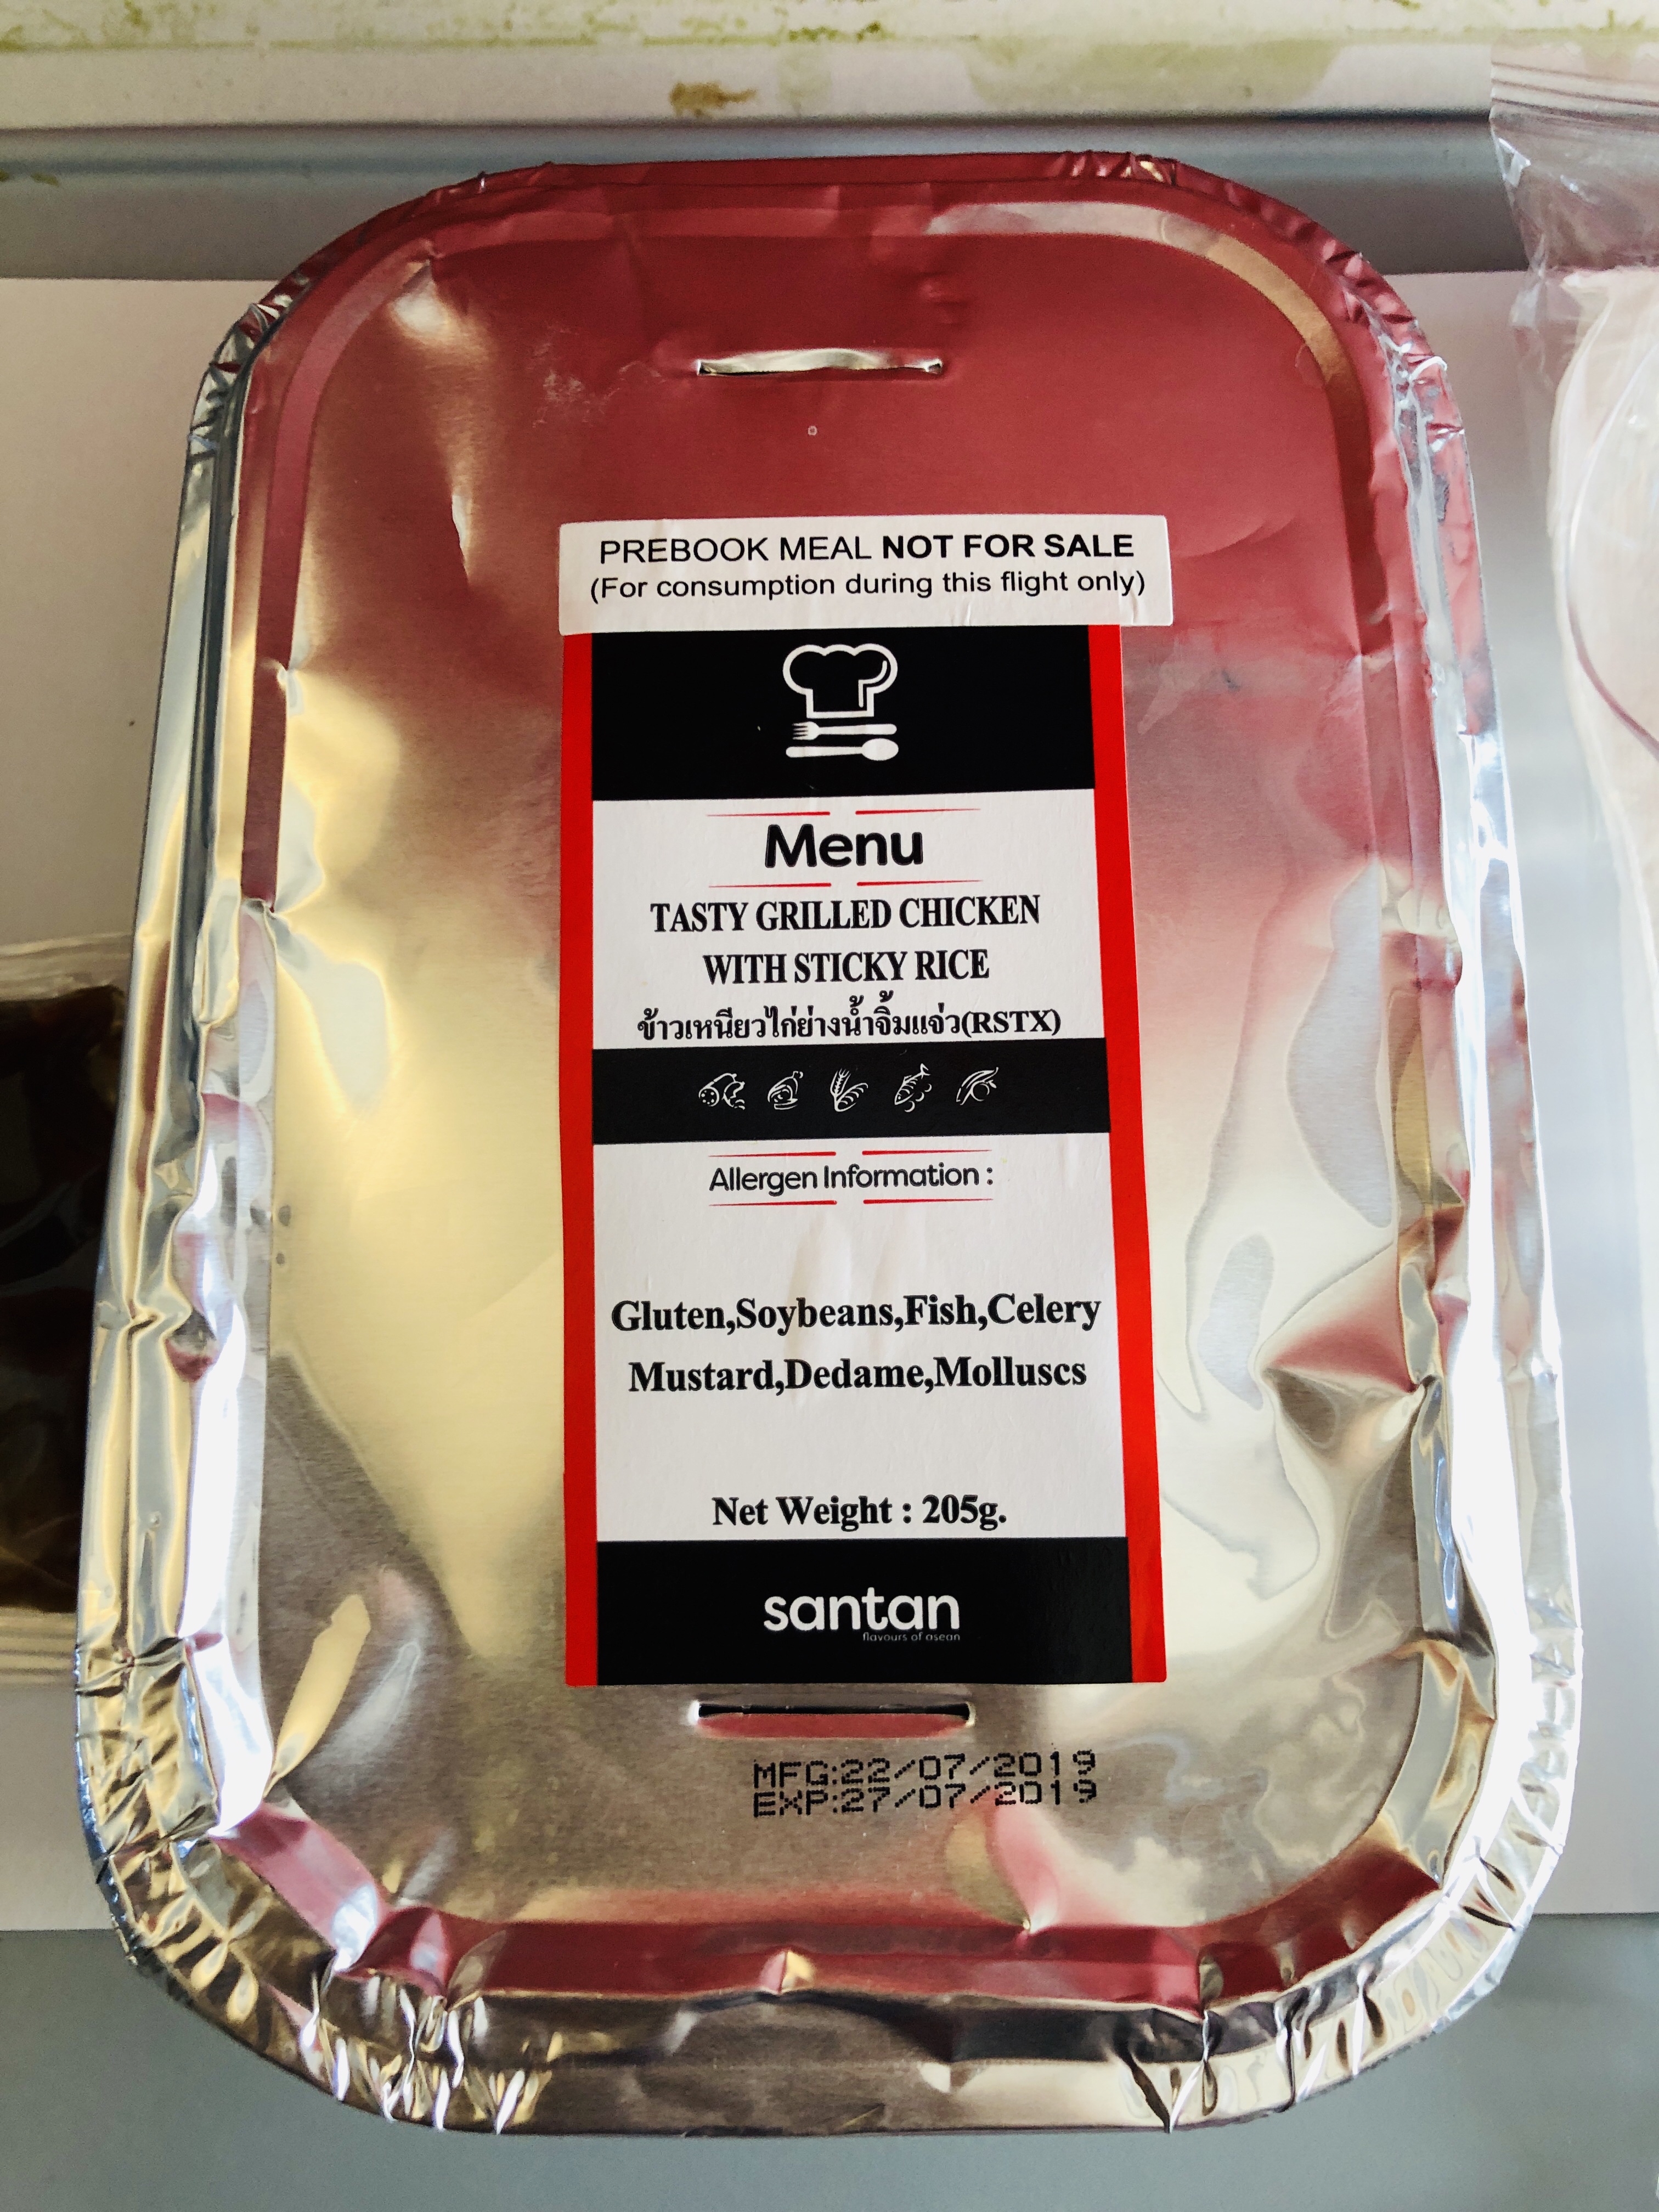 PREBOOK MEAL NOT FOR SALE
(For consumption during this flight only)
Menu
TASTY GRILLED CHICKEN
WITH STICKY RICE
ข้าวเหนียวไก่ย่างน้ำจิ้มแจ่ว(RSTX)
Allergen Information :
Gluten,Soybeans,Fish,Celery
Mustard,Dedame,Molluscs
Net Weight : 205g.
santan
flavours of asean
MFG:22/07/2019
EXP:27/07/2019